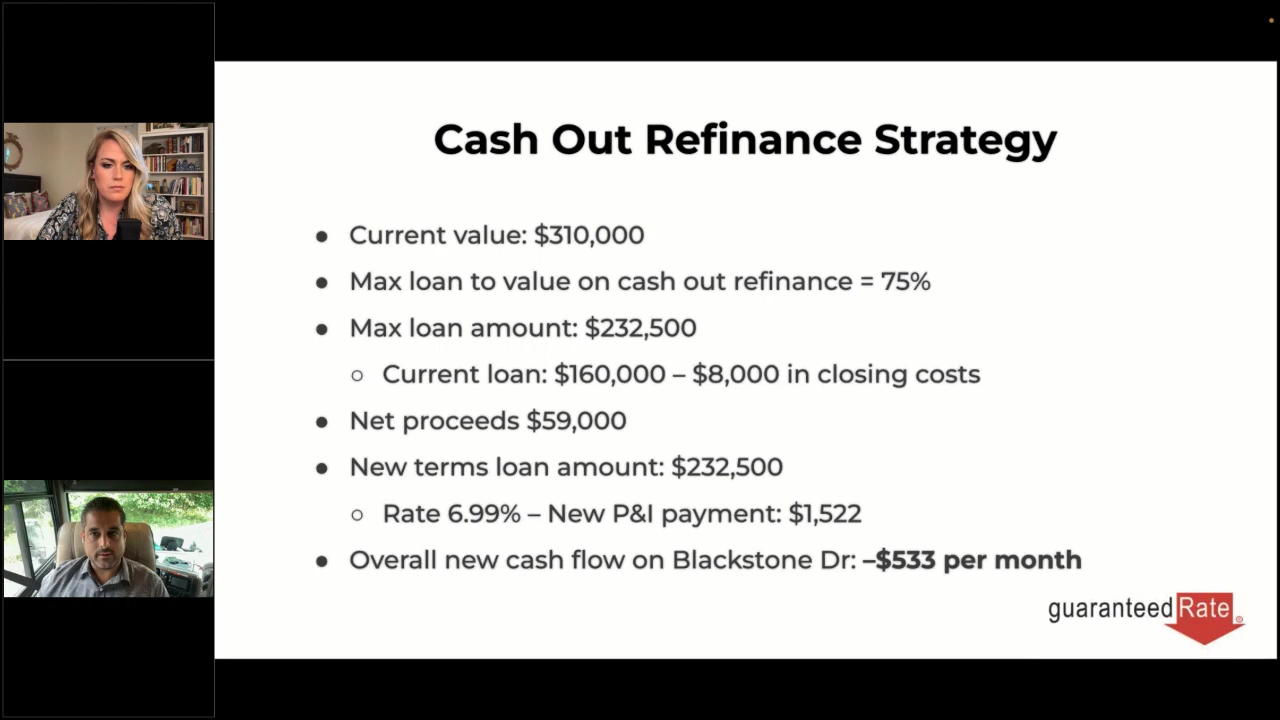 Cash Out Refinance Strategy
● Current value: $310,000
● Max loan to value on cash out refinance = 75%
● Max loan amount: $232,500
○ Current loan: $160,000 – $8,000 in closing costs
● Net proceeds $59,000
● New terms loan amount: $232,500
○ Rate 6.99% – New P&I payment: $1,522
● Overall new cash flow on Blackstone Dr: –$533 per month
guaranteed Rate ®